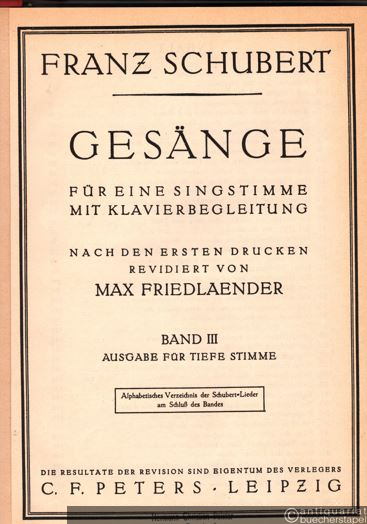 FRANZ SCHUBERT
GESÄNGE
FÜR EINE SINGSTIMME
MIT KLAVIERBEGLEITUNG
NACH DEN ERSTEN DRUCKEN
REVIDIERT VON
MAX FRIEDLAENDER
BAND III
AUSGABE FÜR TIEFE STIMME
Alphabetisches Verzeichnis der Schubert-Lieder
am Schluß des Bandes
DIE RESULTATE DER REVISION SIND EIGENTUM DES VERLEGERS
C. F. PETERS · LEIPZIG
© antiquariat
buecherstapel